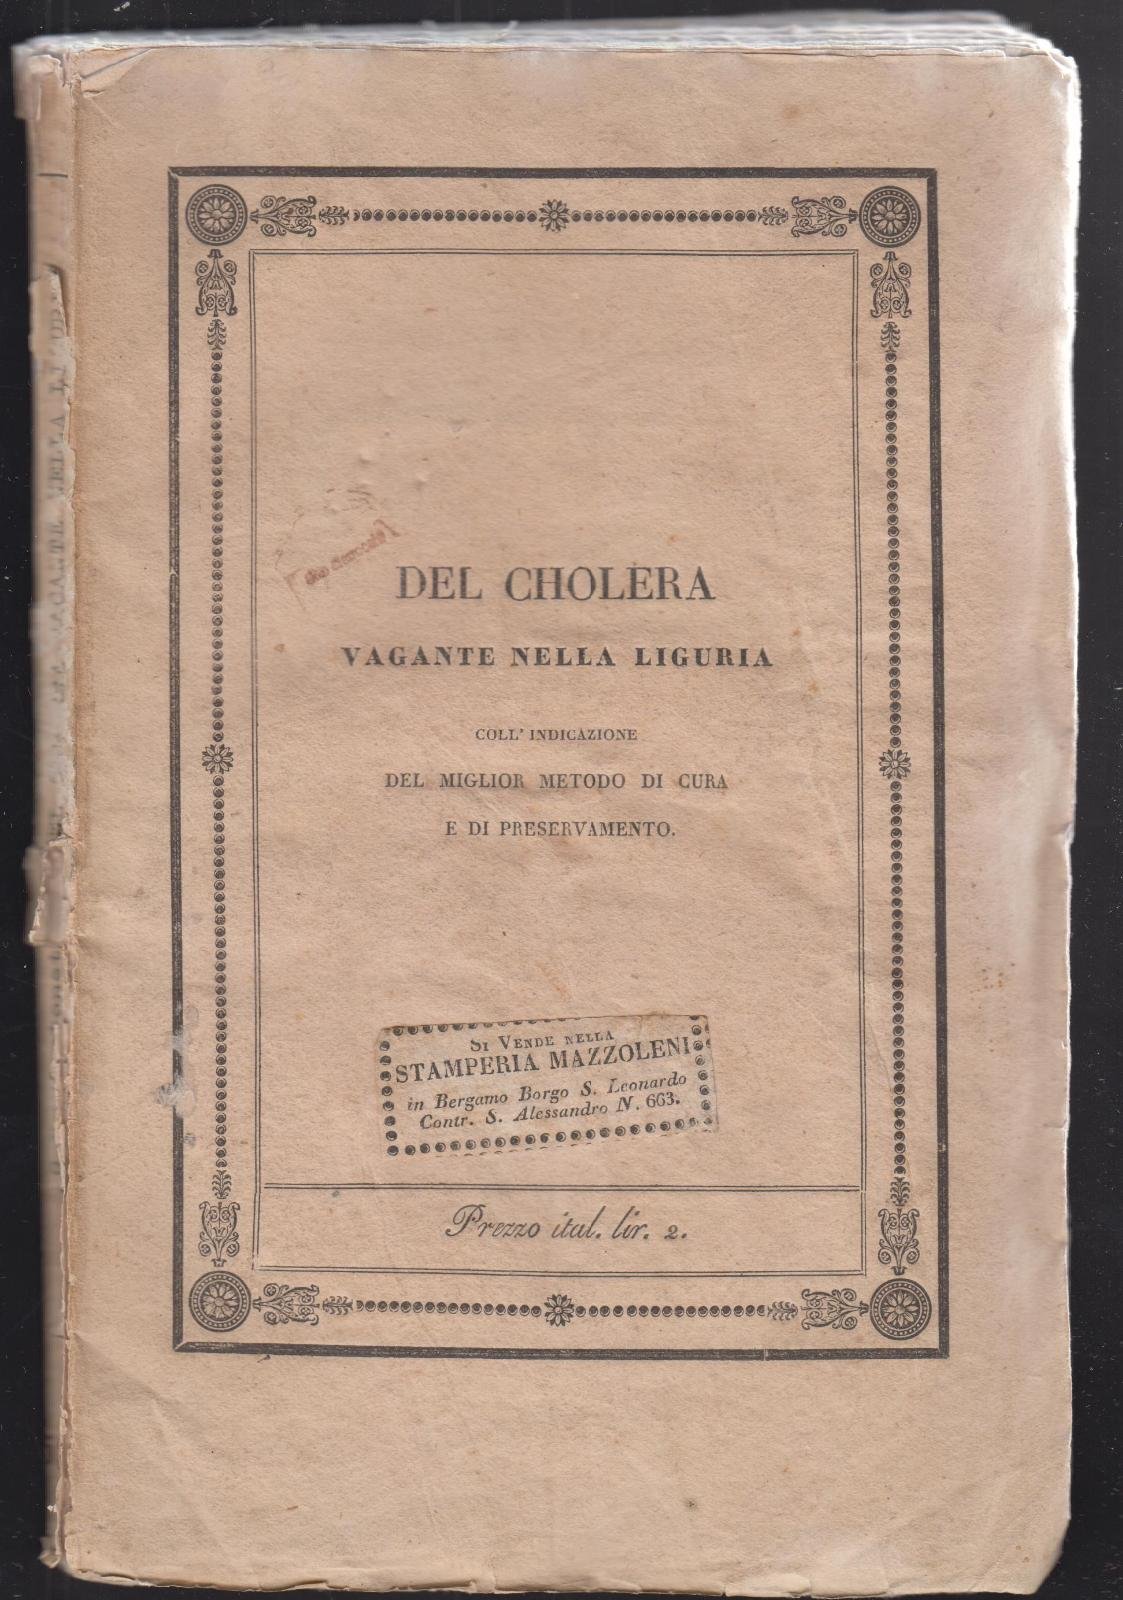 DEL CHOLERA
VAGANTE NELLA LIGURIA
COLL' INDICAZIONE
DEL MIGLIOR METODO DI CURA
E DI PRESERVAMENTO.
SI VENDE NELLA
STAMPERIA MAZZOLENI
in Bergamo Borgo S. Leonardo
Contr. S. Alessandro N. 663.
Prezzo ital. lir. 2.